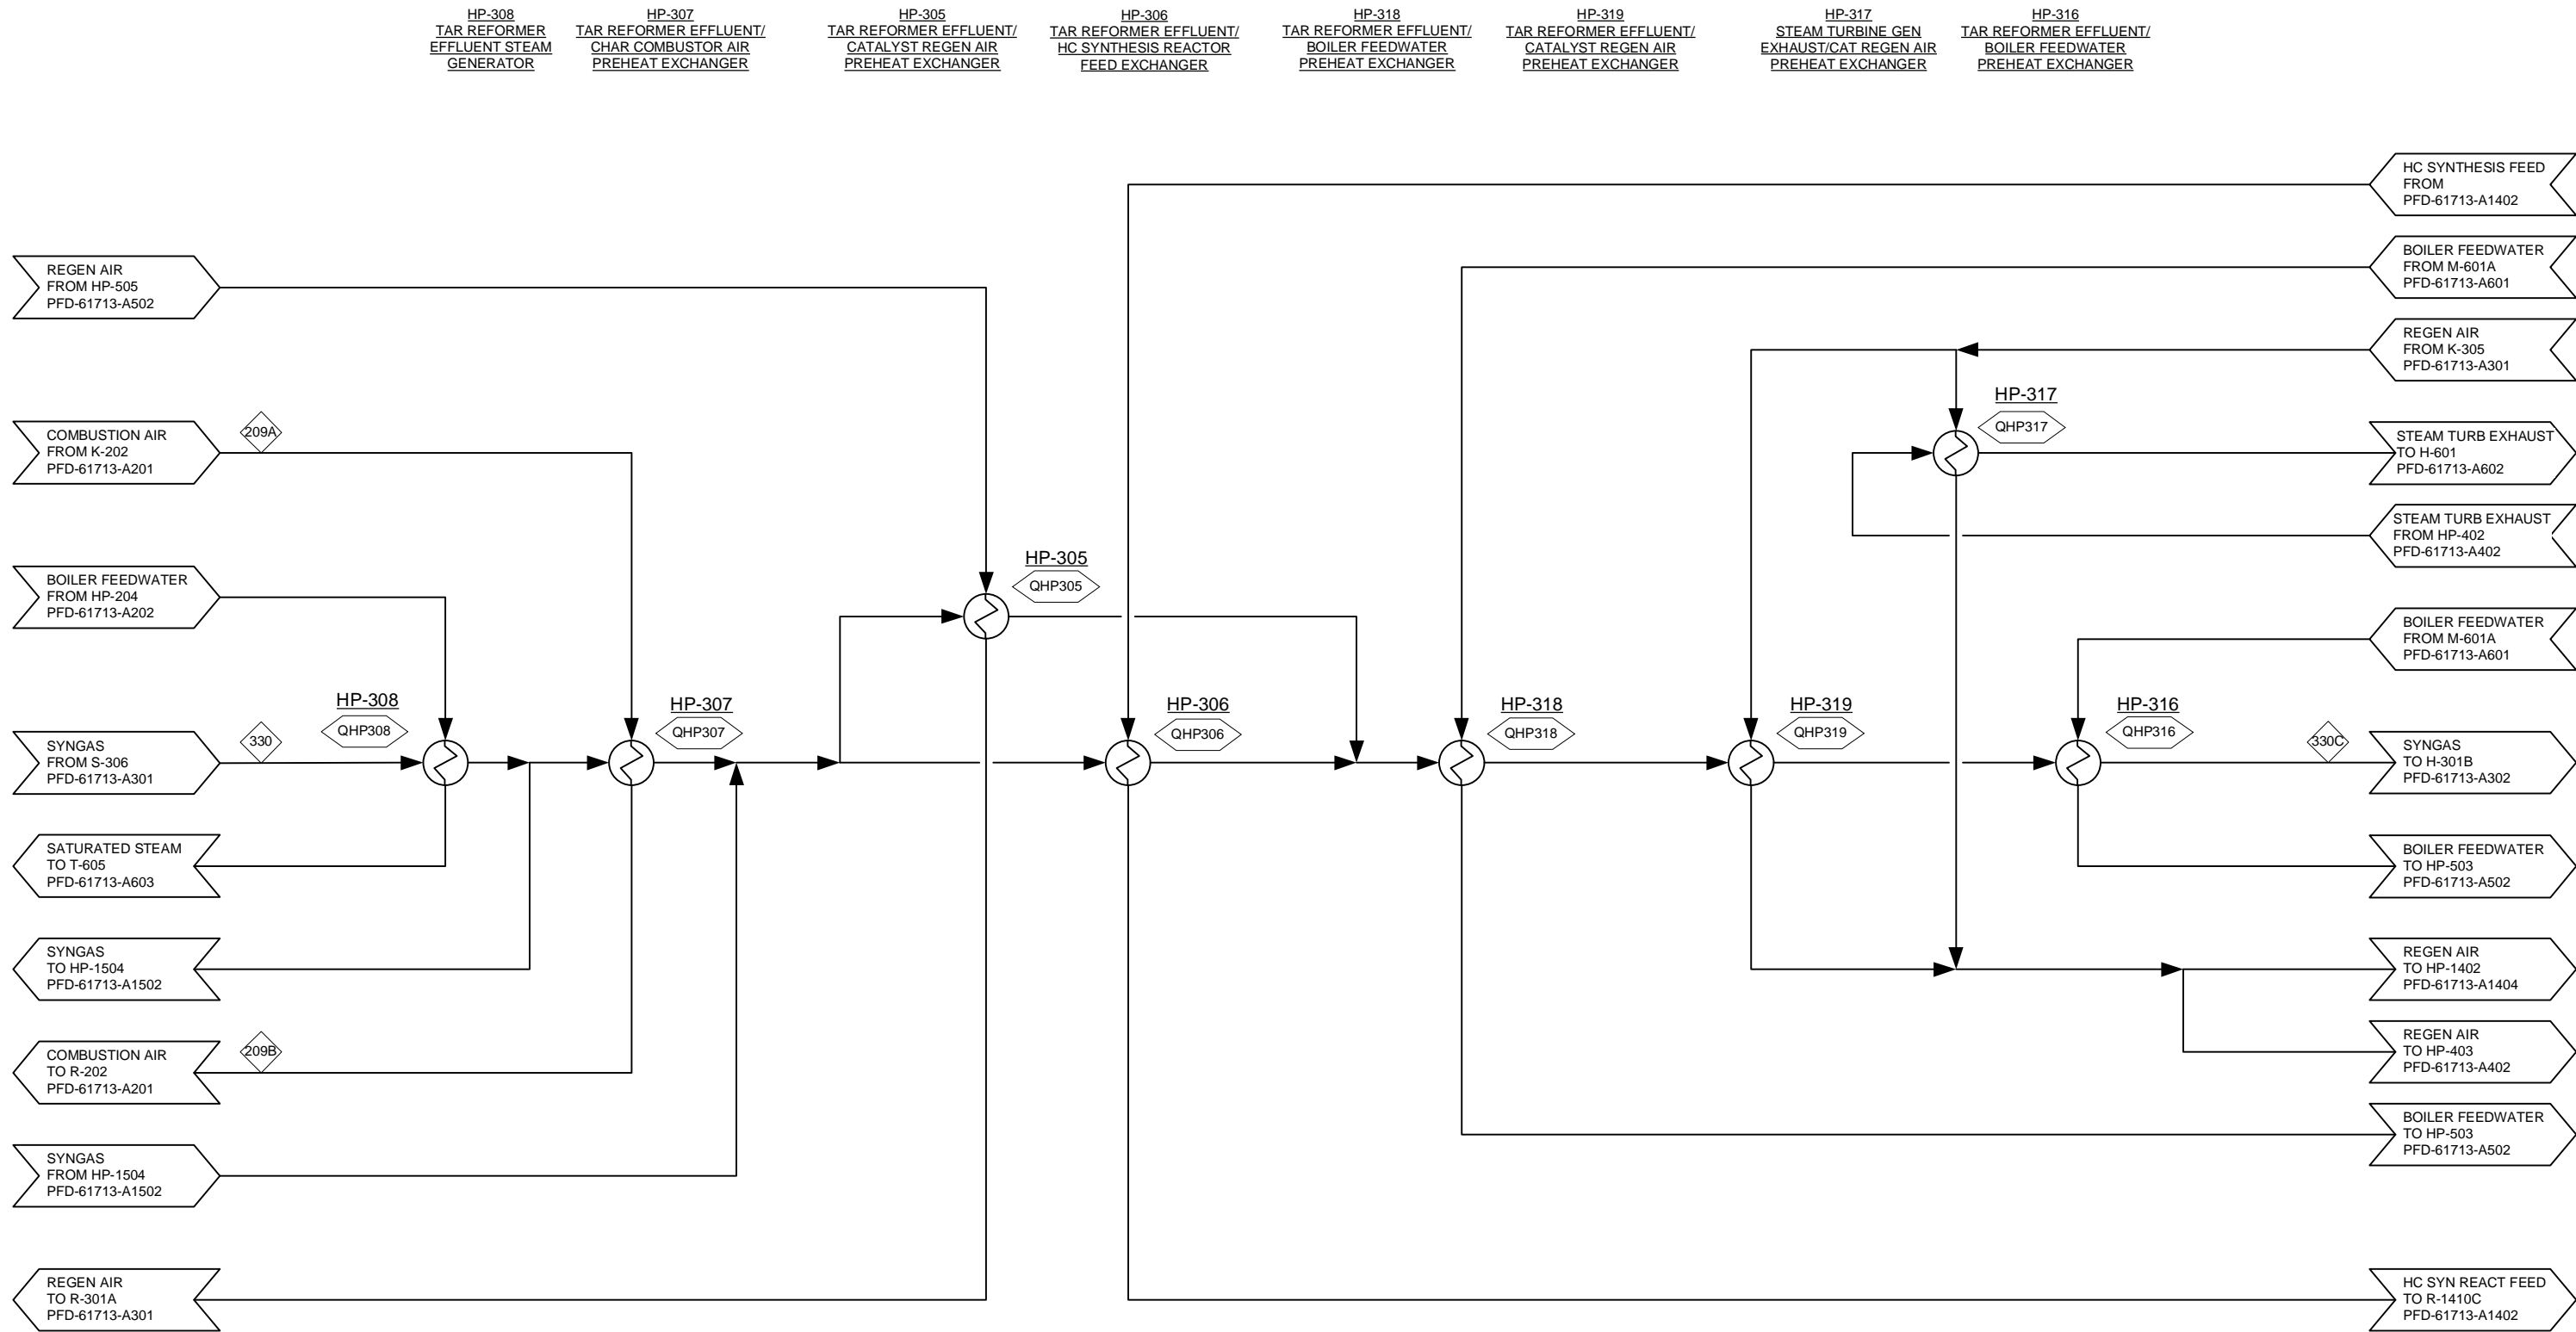 HP-308
TAR REFORMER
EFFLUENT STEAM
GENERATOR
HP-307
TAR REFORMER EFFLUENT/
CHAR COMBUSTOR AIR
PREHEAT EXCHANGER
HP-305
TAR REFORMER EFFLUENT/
CATALYST REGEN AIR
PREHEAT EXCHANGER
HP-306
TAR REFORMER EFFLUENT/
HC SYNTHESIS REACTOR
FEED EXCHANGER
HP-318
TAR REFORMER EFFLUENT/
BOILER FEEDWATER
PREHEAT EXCHANGER
HP-319
TAR REFORMER EFFLUENT/
CATALYST REGEN AIR
PREHEAT EXCHANGER
HP-317
STEAM TURBINE GEN
EXHAUST/CAT REGEN AIR
PREHEAT EXCHANGER
HP-316
TAR REFORMER EFFLUENT/
BOILER FEEDWATER
PREHEAT EXCHANGER
REGEN AIR
FROM HP-505
PFD-61713-A502
COMBUSTION AIR
FROM K-202
PFD-61713-A201
209A
BOILER FEEDWATER
FROM HP-204
PFD-61713-A202
SYNGAS
FROM S-306
PFD-61713-A301
330
SATURATED STEAM
TO T-605
PFD-61713-A603
SYNGAS
TO HP-1504
PFD-61713-A1502
COMBUSTION AIR
TO R-202
PFD-61713-A201
209B
SYNGAS
FROM HP-1504
PFD-61713-A1502
REGEN AIR
TO R-301A
PFD-61713-A301
HP-308
QHP308
HP-307
QHP307
HP-305
QHP305
HP-306
QHP306
HP-318
QHP318
HP-319
QHP319
HP-317
QHP317
HP-316
QHP316
330C
HC SYNTHESIS FEED
FROM
PFD-61713-A1402
BOILER FEEDWATER
FROM M-601A
PFD-61713-A601
REGEN AIR
FROM K-305
PFD-61713-A301
STEAM TURB EXHAUST
TO H-601
PFD-61713-A602
STEAM TURB EXHAUST
FROM HP-402
PFD-61713-A402
BOILER FEEDWATER
FROM M-601A
PFD-61713-A601
SYNGAS
TO H-301B
PFD-61713-A302
BOILER FEEDWATER
TO HP-503
PFD-61713-A502
REGEN AIR
TO HP-1402
PFD-61713-A1404
REGEN AIR
TO HP-403
PFD-61713-A402
BOILER FEEDWATER
TO HP-503
PFD-61713-A502
HC SYN REACT FEED
TO R-1410C
PFD-61713-A1402